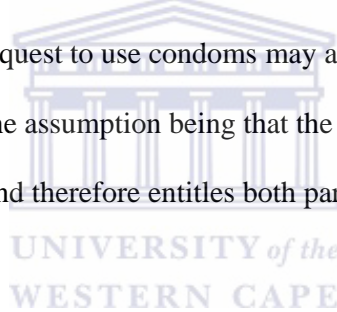 quest to use condoms may a
ne assumption being that the
nd therefore entitles both par
UNIVERSITY of the
WESTERN CAPE